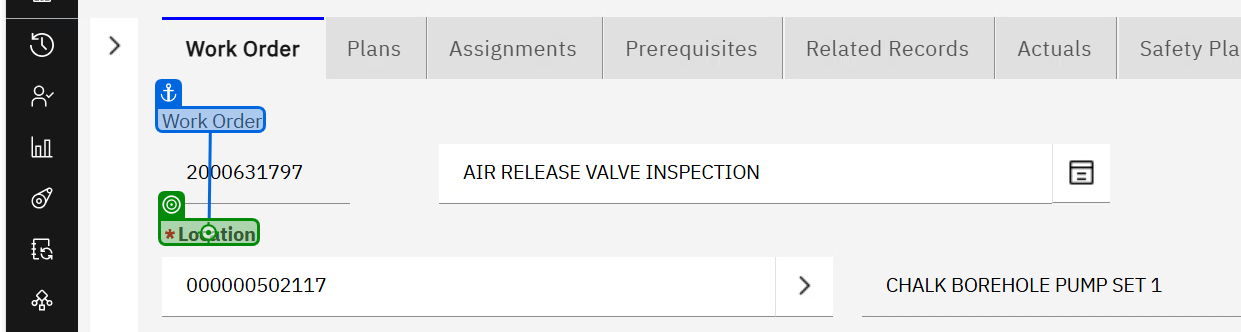 Work Order Plans Assignments Prerequisites Related Records Actuals Safety Pla
Work Order
2000631797 AIR RELEASE VALVE INSPECTION
* Location
000000502117 CHALK BOREHOLE PUMP SET 1